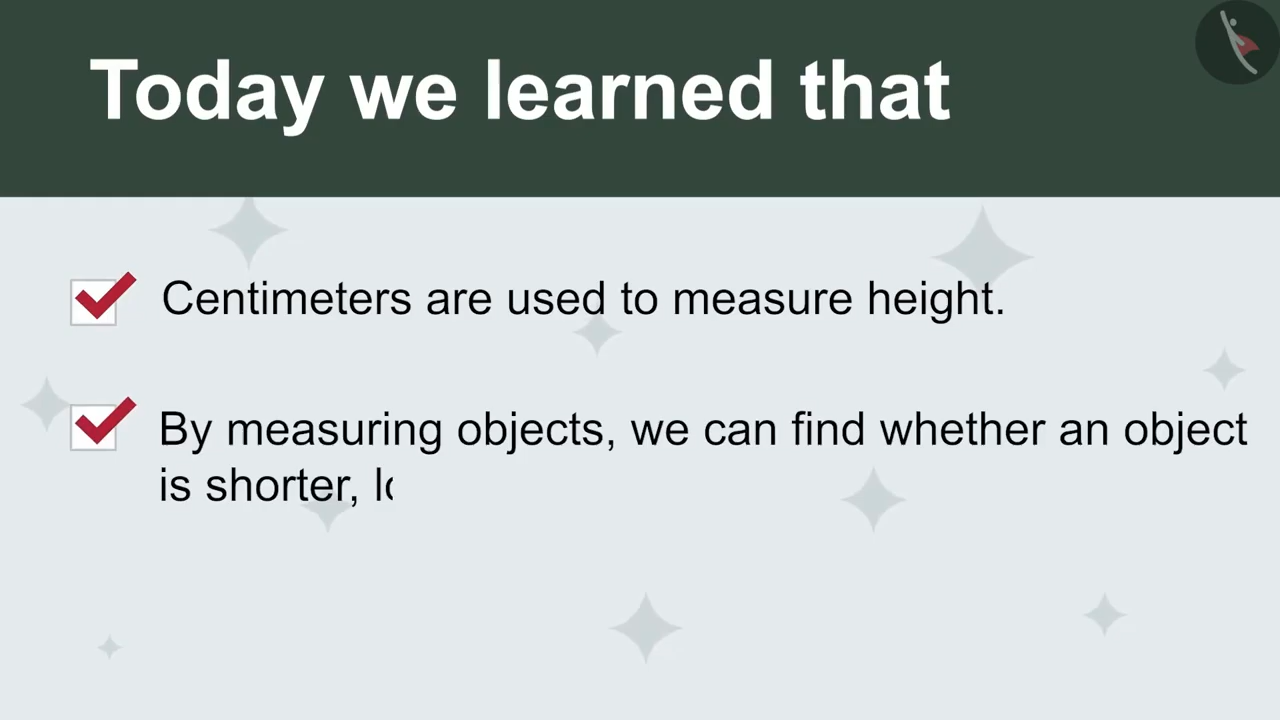 Today we learned that
Centimeters are used to measure height.
By measuring objects, we can find whether an object
is shorter,